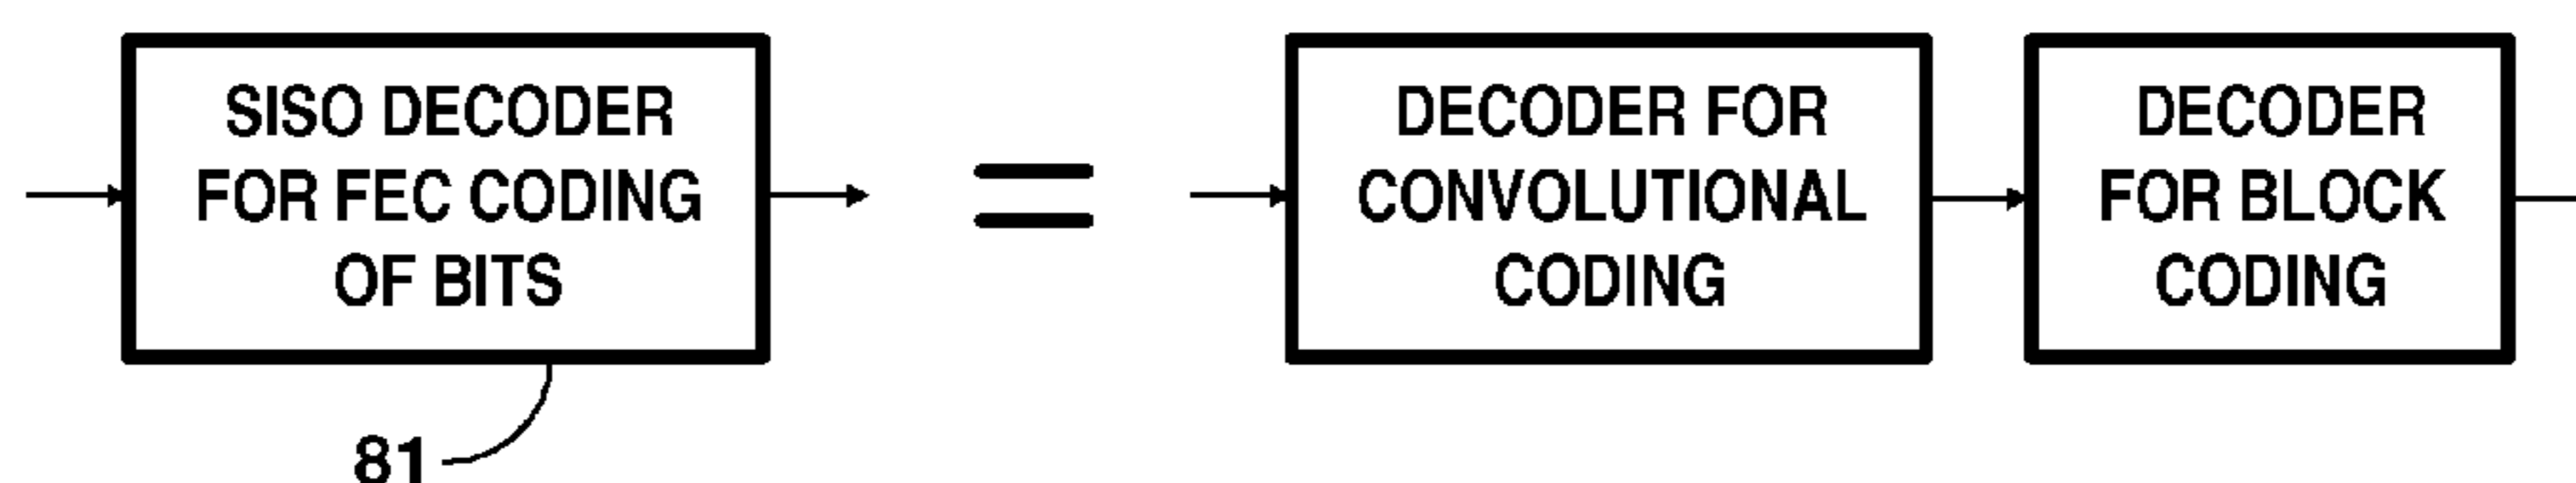 SISO DECODER
FOR FEC CODING
OF BITS
81
=
DECODER FOR
CONVOLUTIONAL
CODING
DECODER
FOR BLOCK
CODING